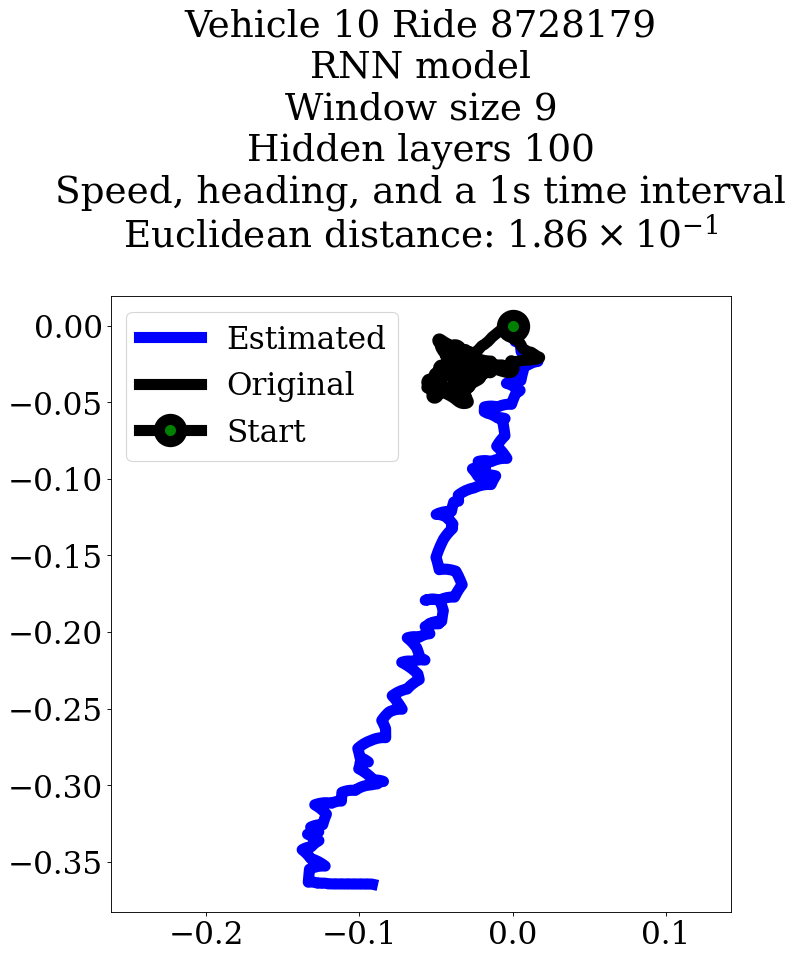 Vehicle 10 Ride 8728179
RNN model
Window size 9
Hidden layers 100
Speed, heading, and a 1s time interval
Euclidean distance: 1.86 × 10⁻¹
Estimated
Original
Start
0.00
−0.05
−0.10
−0.15
−0.20
−0.25
−0.30
−0.35
−0.2
−0.1
0.0
0.1